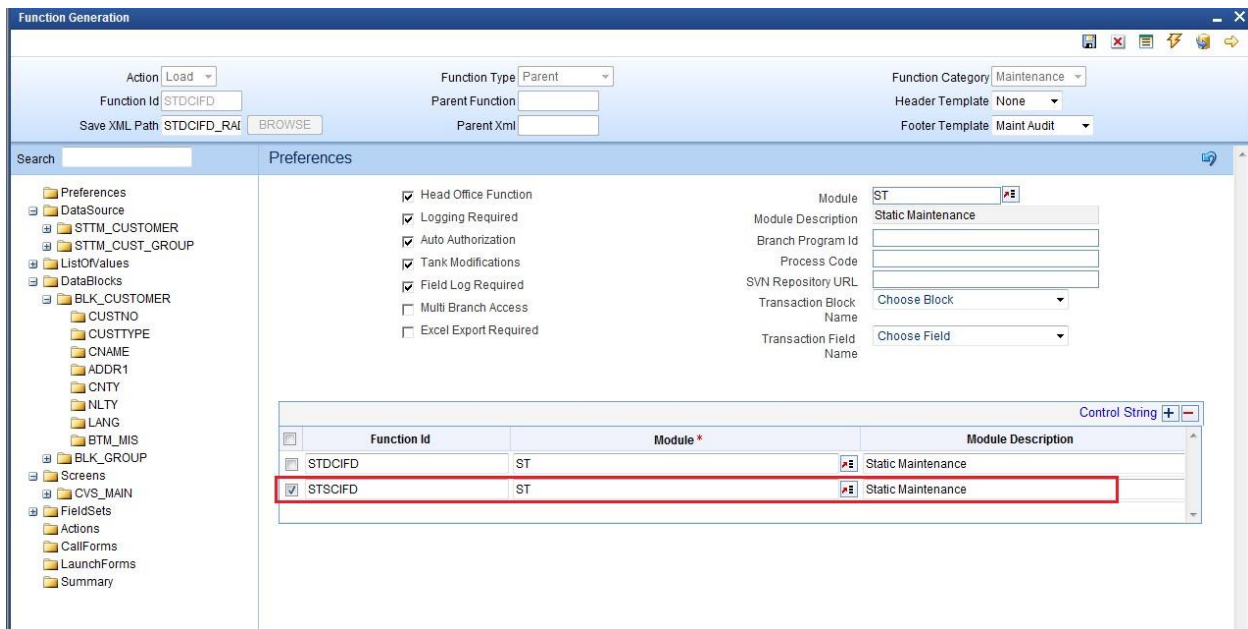 Function Generation
Action Load
Function Type Parent
Function Category Maintenance
Function Id STDCIFD
Parent Function
Header Template None
Save XML Path STDCIFD_RAD BROWSE
Parent Xml
Footer Template Maint Audit
Search
Preferences
Preferences
DataSource
STTM_CUSTOMER
STTM_CUST_GROUP
ListOfValues
DataBlocks
BLK_CUSTOMER
CUSTNO
CUSTTYPE
CNAME
ADDR1
CNTY
NLTY
LANG
BTM_MIS
BLK_GROUP
Screens
CVS_MAIN
FieldSets
Actions
CallForms
LaunchForms
Summary
Head Office Function
Logging Required
Auto Authorization
Tank Modifications
Field Log Required
Multi Branch Access
Excel Export Required
Module ST
Module Description Static Maintenance
Branch Program Id
Process Code
SVN Repository URL
Transaction Block Choose Block
Name
Transaction Field Choose Field
Name
Control String
Function Id Module * Module Description
STDCIFD ST Static Maintenance
STSCIFD ST Static Maintenance